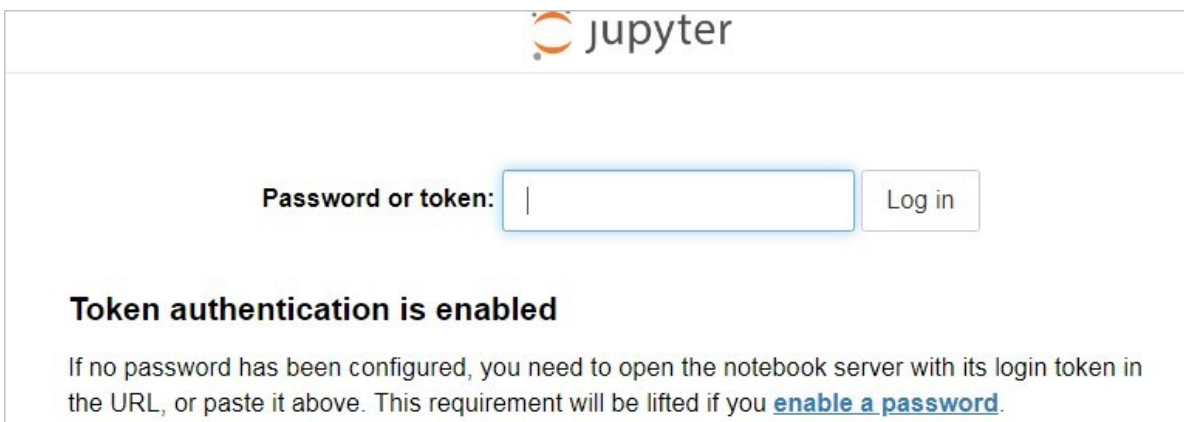 jupyter
Password or token: Log in
Token authentication is enabled
If no password has been configured, you need to open the notebook server with its login token in
the URL, or paste it above. This requirement will be lifted if you enable a password.